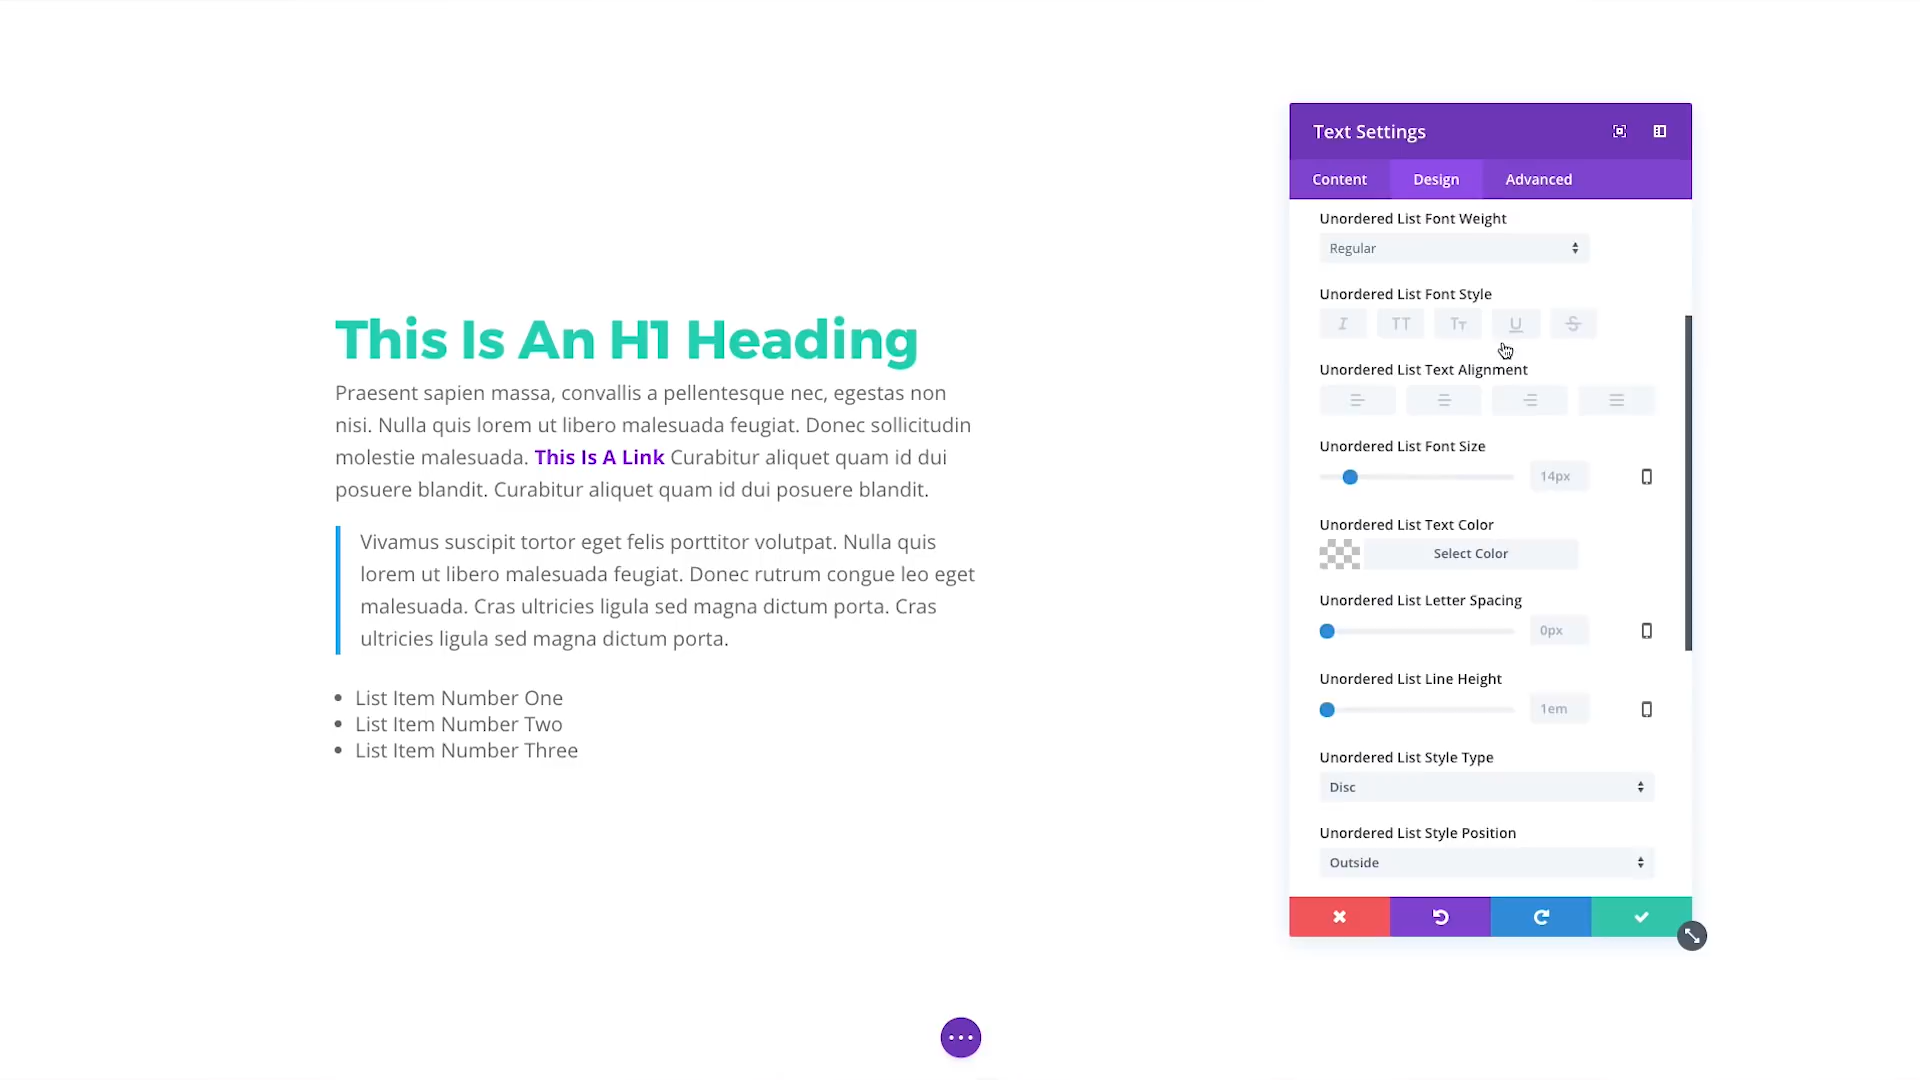 This Is An H1 Heading
Praesent sapien massa, convallis a pellentesque nec, egestas non
nisi. Nulla quis lorem ut libero malesuada feugiat. Donec sollicitudin
molestie malesuada. This Is A Link Curabitur aliquet quam id dui
posuere blandit. Curabitur aliquet quam id dui posuere blandit.
Vivamus suscipit tortor eget felis porttitor volutpat. Nulla quis
lorem ut libero malesuada feugiat. Donec rutrum congue leo eget
malesuada. Cras ultricies ligula sed magna dictum porta. Cras
ultricies ligula sed magna dictum porta.
List Item Number One
List Item Number Two
List Item Number Three
Text Settings
Content Design Advanced
Unordered List Font Weight
Regular
Unordered List Font Style
I TT Tt U S
Unordered List Text Alignment
Unordered List Font Size
14px
Unordered List Text Color
Select Color
Unordered List Letter Spacing
0px
Unordered List Line Height
1em
Unordered List Style Type
Disc
Unordered List Style Position
Outside